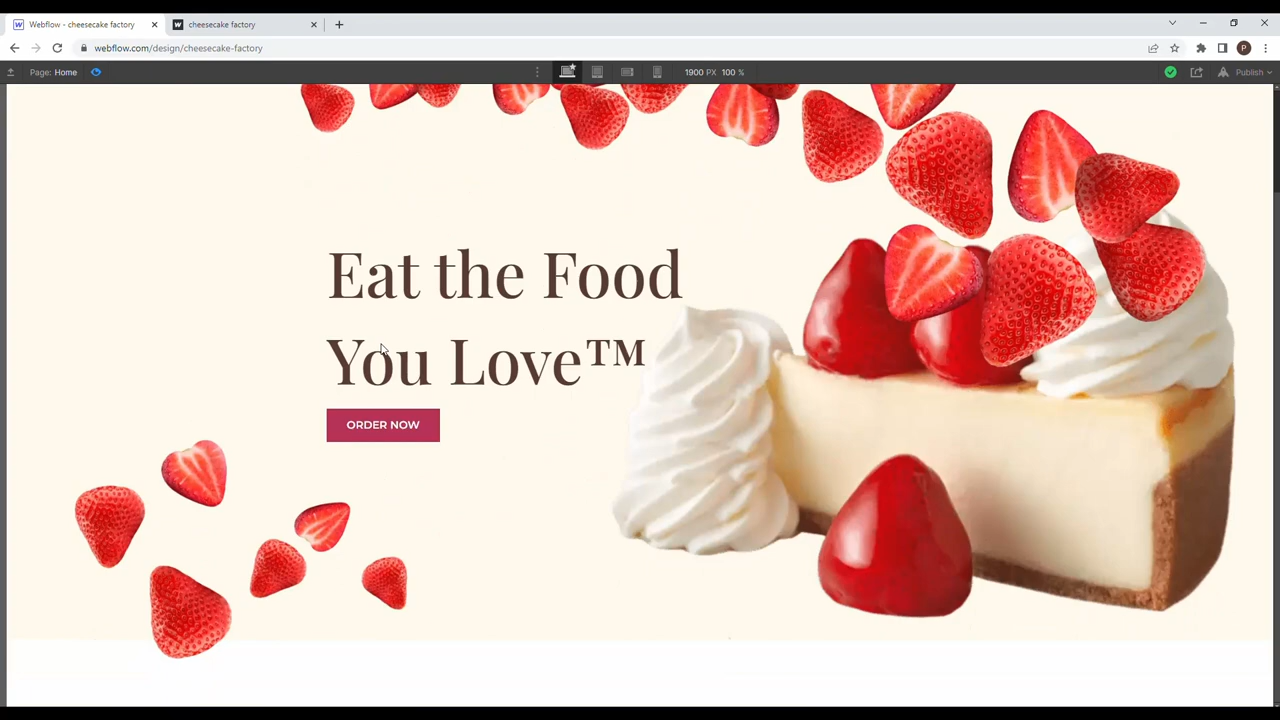 Webflow - cheesecake factory
cheesecake factory
webflow.com/design/cheesecake-factory
P
Page: Home
1900 PX 100 %
Publish
Eat the Food
You Love™
ORDER NOW